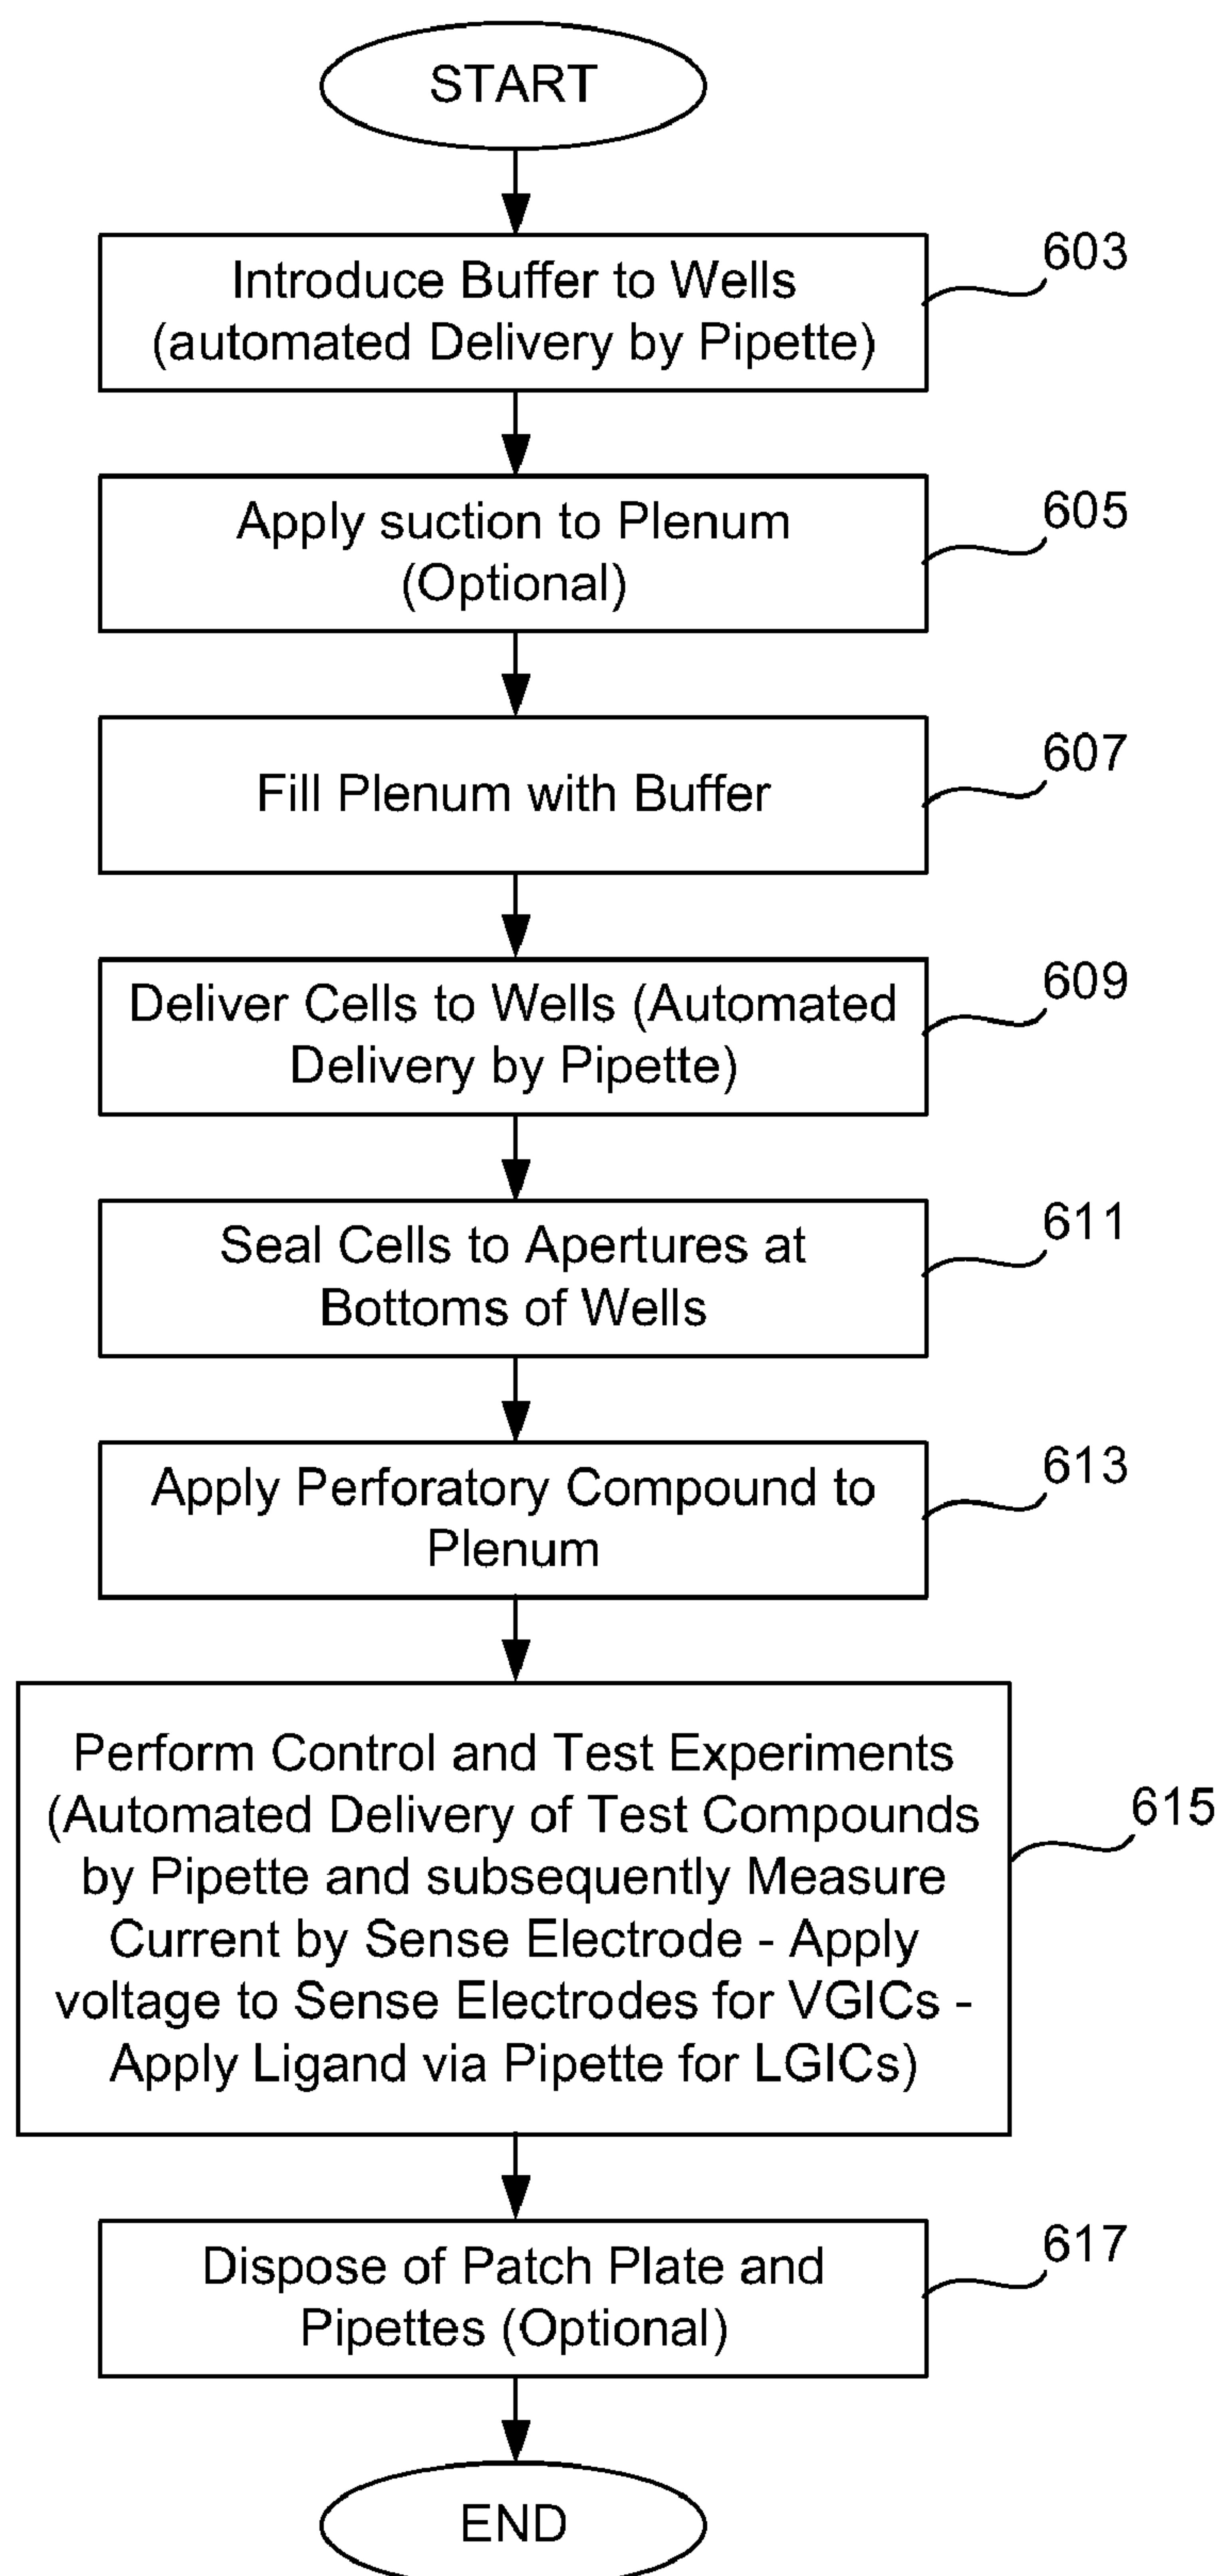 START
603
Introduce Buffer to Wells
(automated Delivery by Pipette)
605
Apply suction to Plenum
(Optional)
607
Fill Plenum with Buffer
609
Deliver Cells to Wells (Automated
Delivery by Pipette)
611
Seal Cells to Apertures at
Bottoms of Wells
613
Apply Perforatory Compound to
Plenum
615
Perform Control and Test Experiments
(Automated Delivery of Test Compounds
by Pipette and subsequently Measure
Current by Sense Electrode - Apply
voltage to Sense Electrodes for VGICs -
Apply Ligand via Pipette for LGICs)
617
Dispose of Patch Plate and
Pipettes (Optional)
END